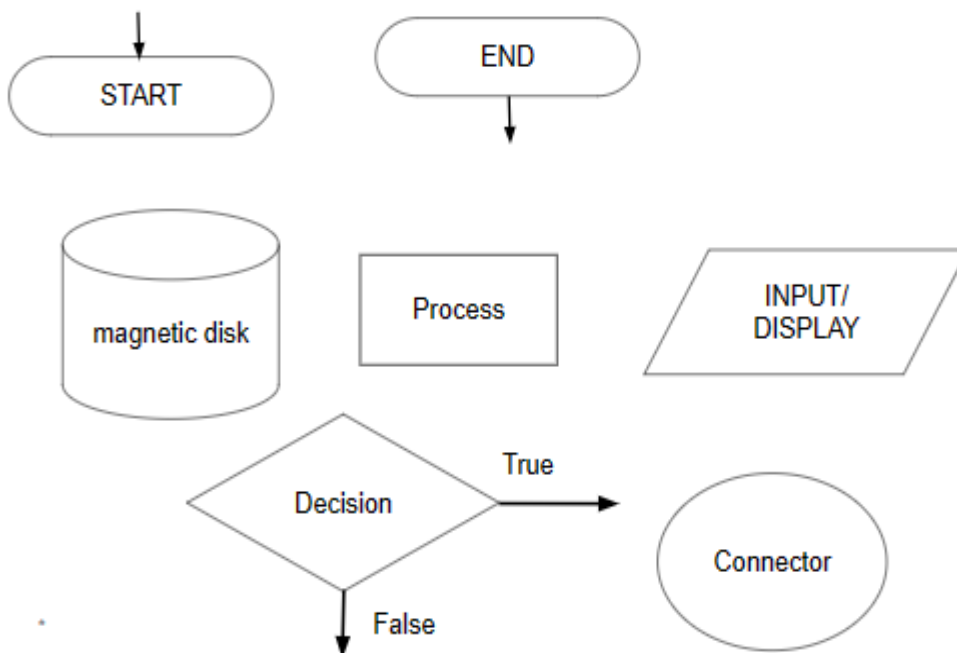 START
END
magnetic disk
Process
INPUT/
DISPLAY
Decision
True
False
Connector